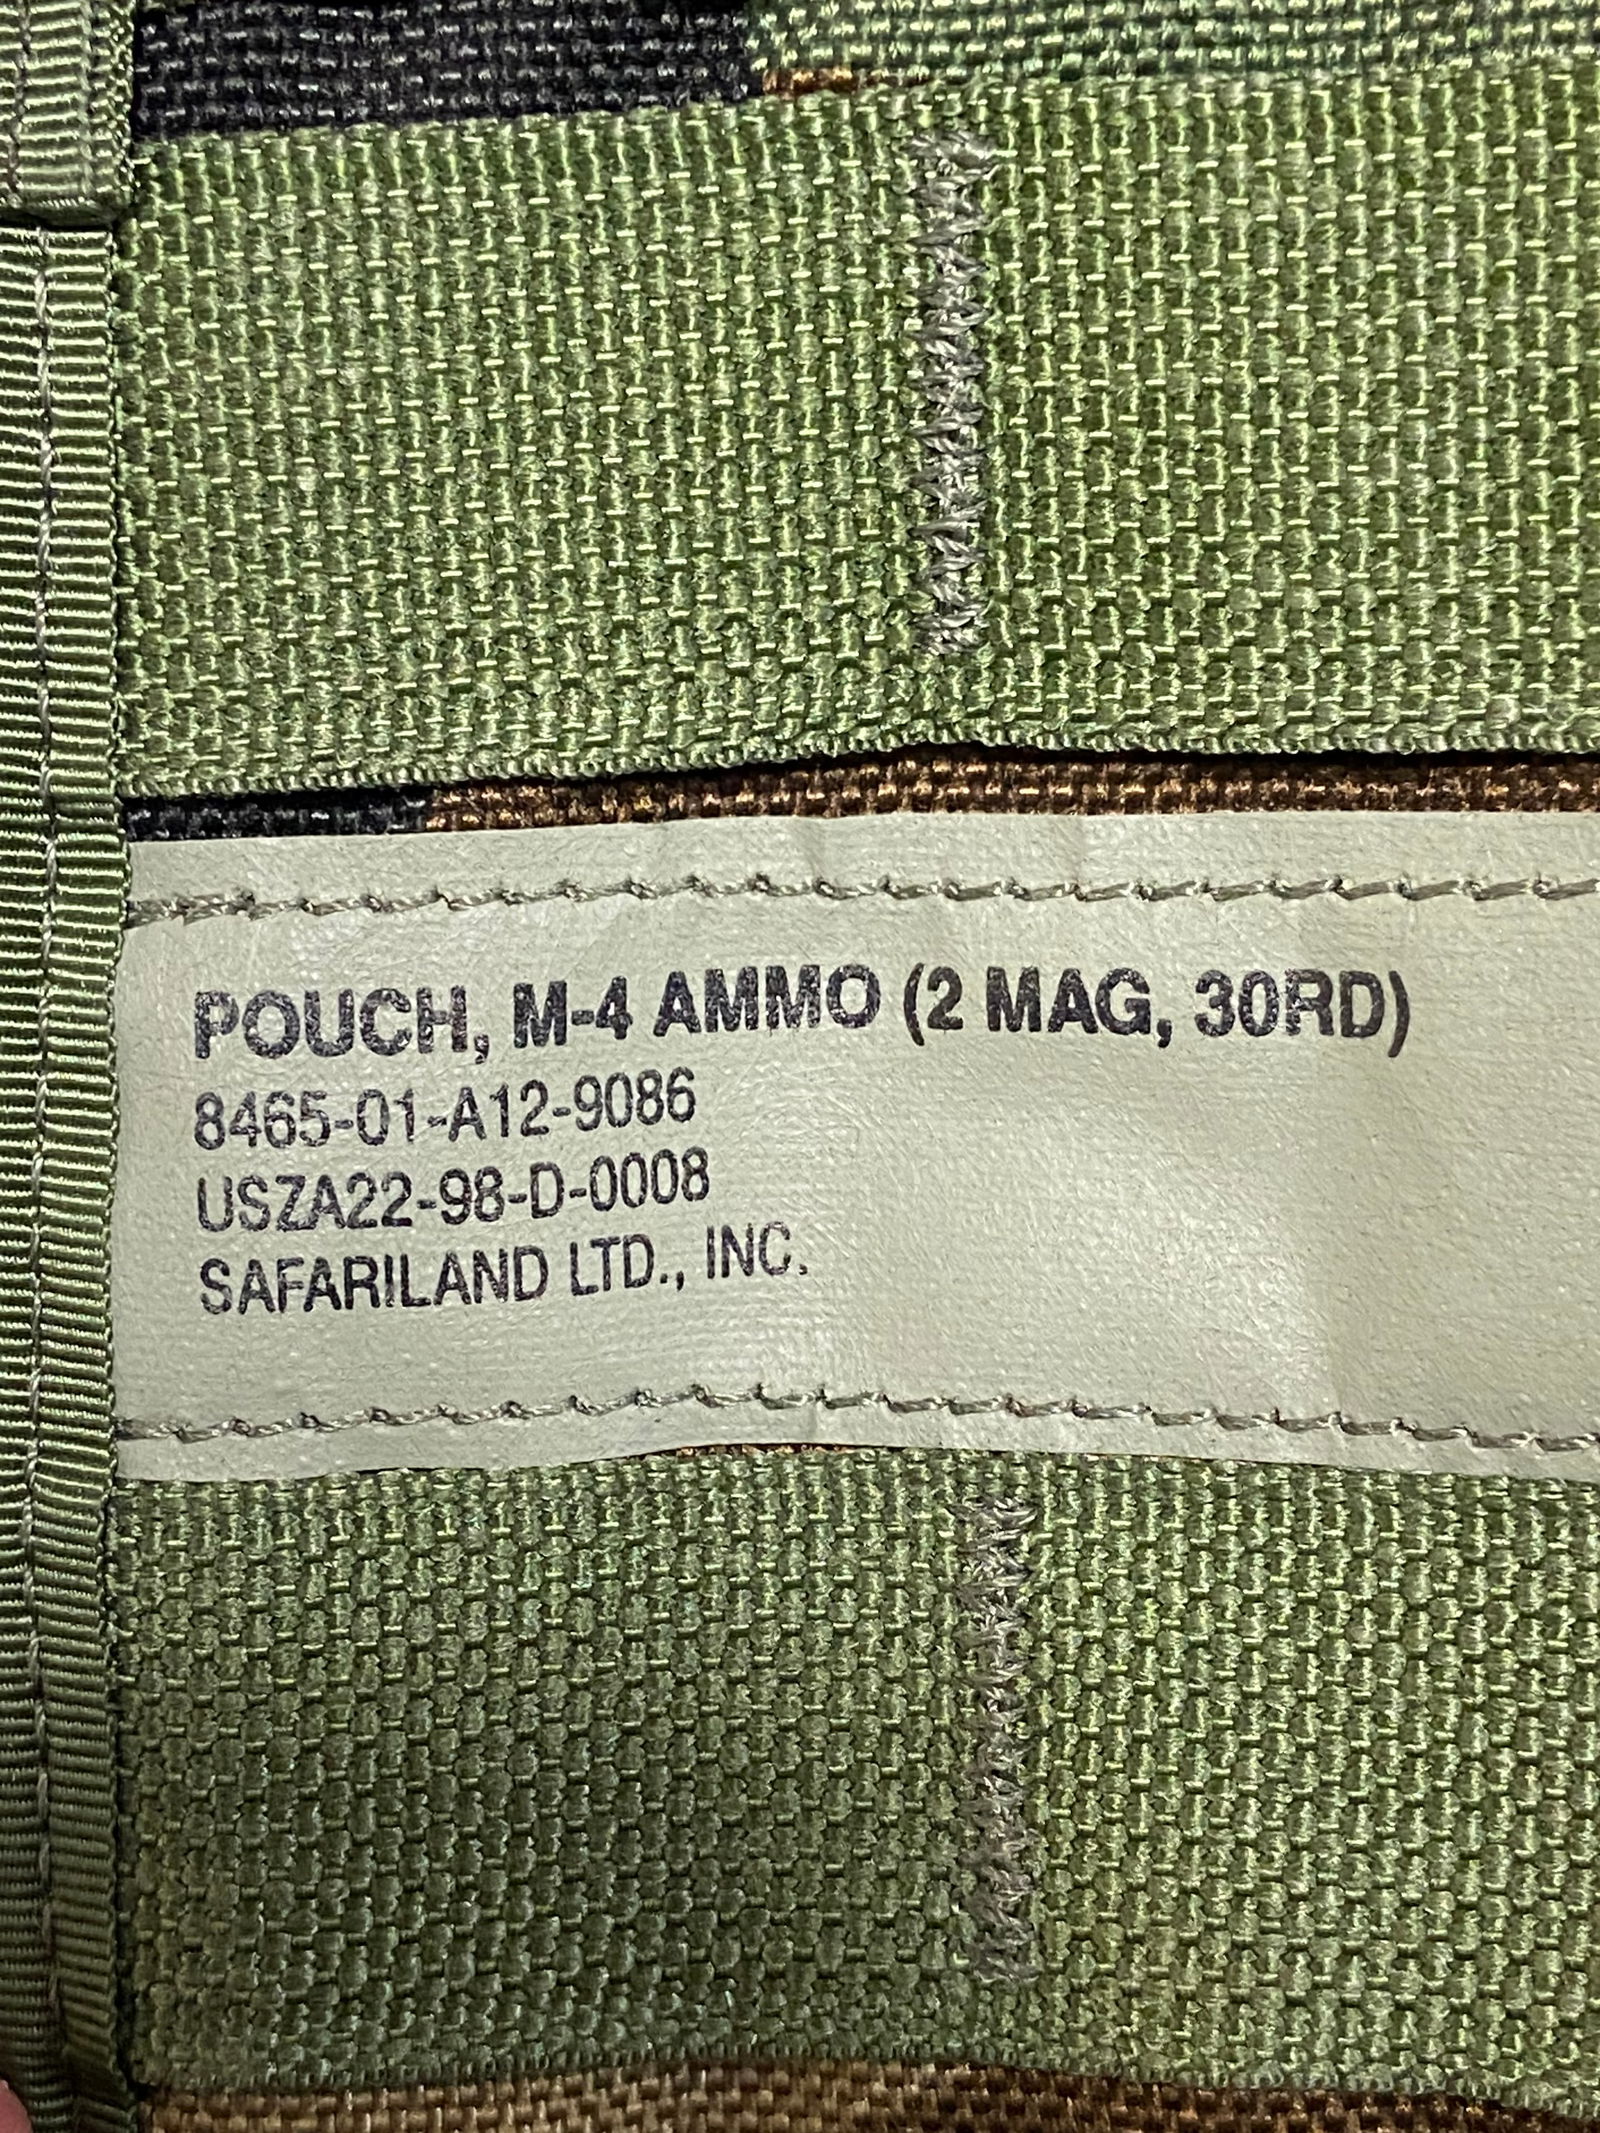 POUCH, M-4 AMMO (2 MAG, 30RD)
8465-01-A12-9086
USZA22-98-D-0008
SAFARILAND LTD., INC.